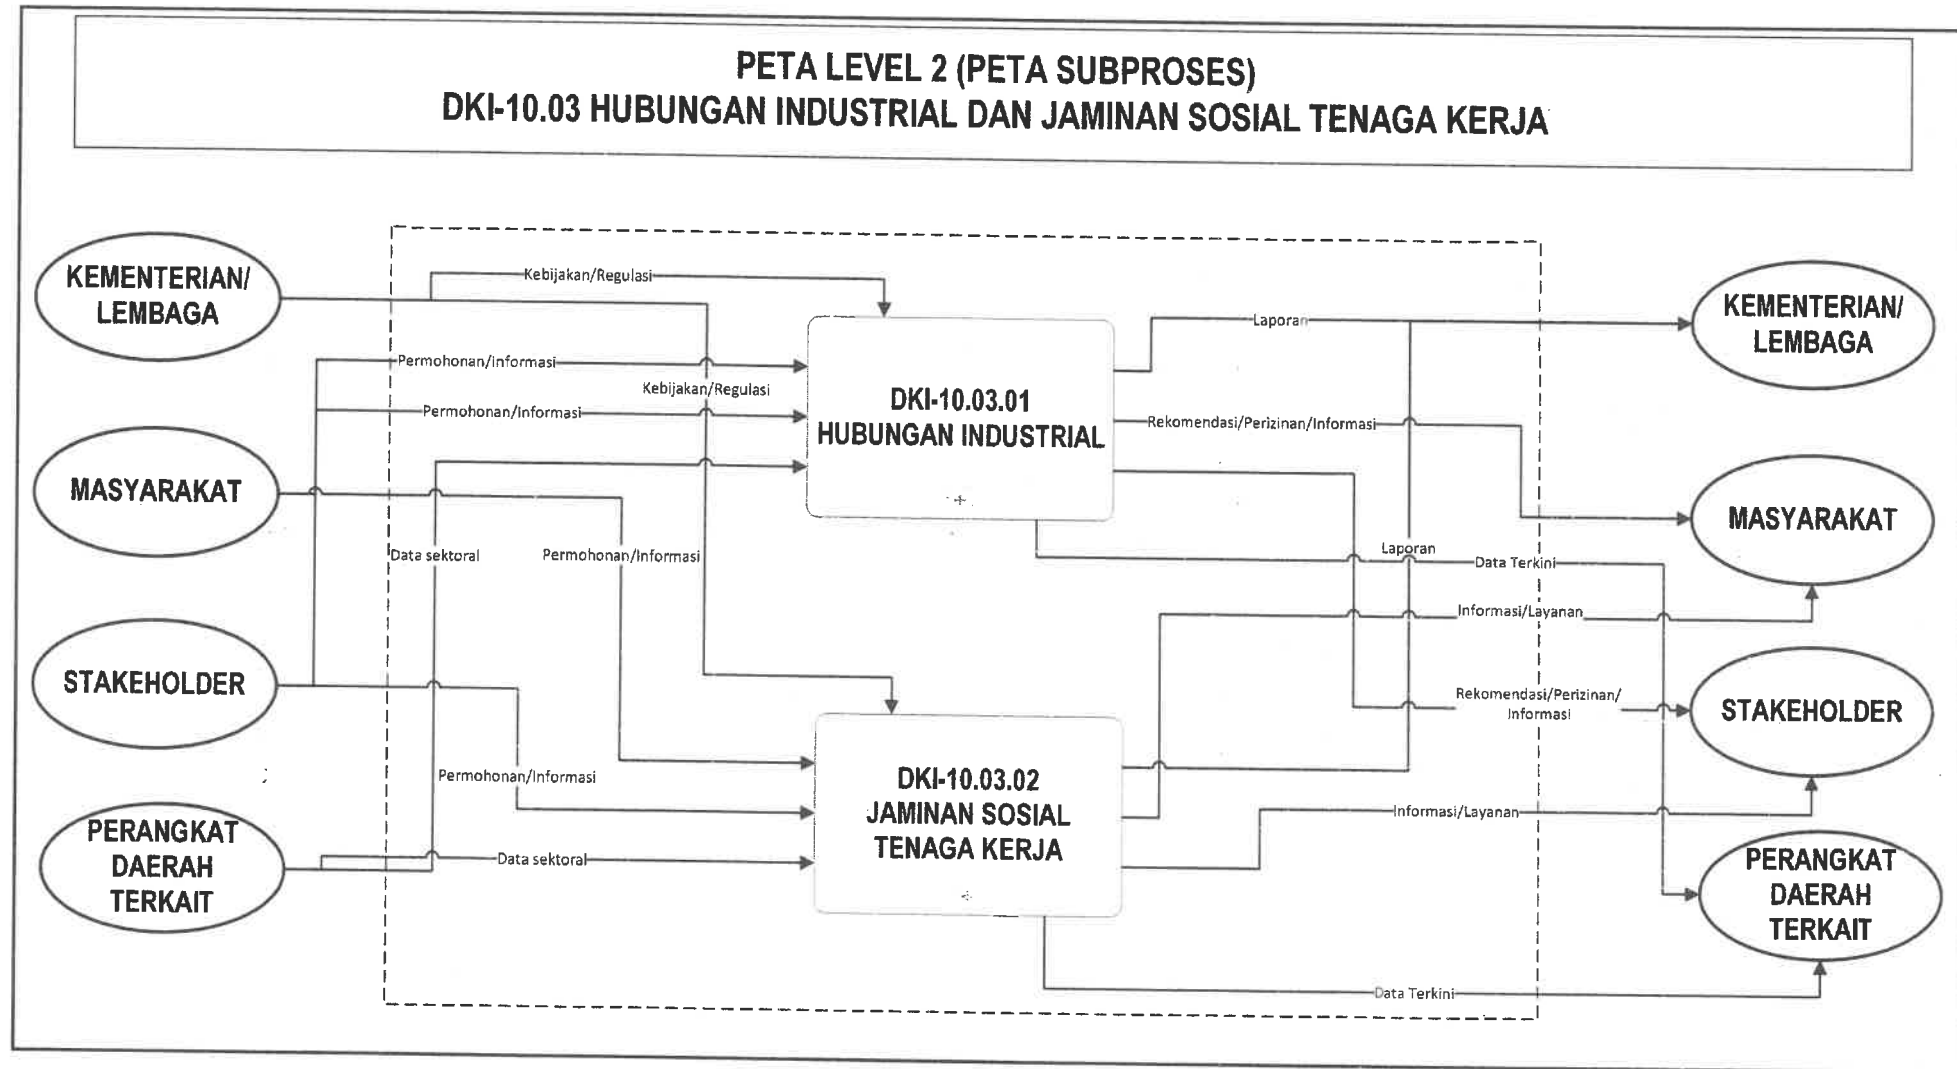 PETA LEVEL 2 (PETA SUBPROSES)
DKI-10.03 HUBUNGAN INDUSTRIAL DAN JAMINAN SOSIAL TENAGA KERJA
KEMENTERIAN/
LEMBAGA
MASYARAKAT
STAKEHOLDER
PERANGKAT
DAERAH
TERKAIT
Kebijakan/Regulasi
Permohonan/Informasi
Kebijakan/Regulasi
Permohonan/Informasi
Data sektoral
Permohonan/Informasi
Permohonan/Informasi
Data sektoral
DKI-10.03.01
HUBUNGAN INDUSTRIAL
DKI-10.03.02
JAMINAN SOSIAL
TENAGA KERJA
Laporan
Rekomendasi/Perizinan/Informasi
Laporan
Data Terkini
Informasi/Layanan
Rekomendasi/Perizinan/
Informasi
Informasi/Layanan
Data Terkini
KEMENTERIAN/
LEMBAGA
MASYARAKAT
STAKEHOLDER
PERANGKAT
DAERAH
TERKAIT